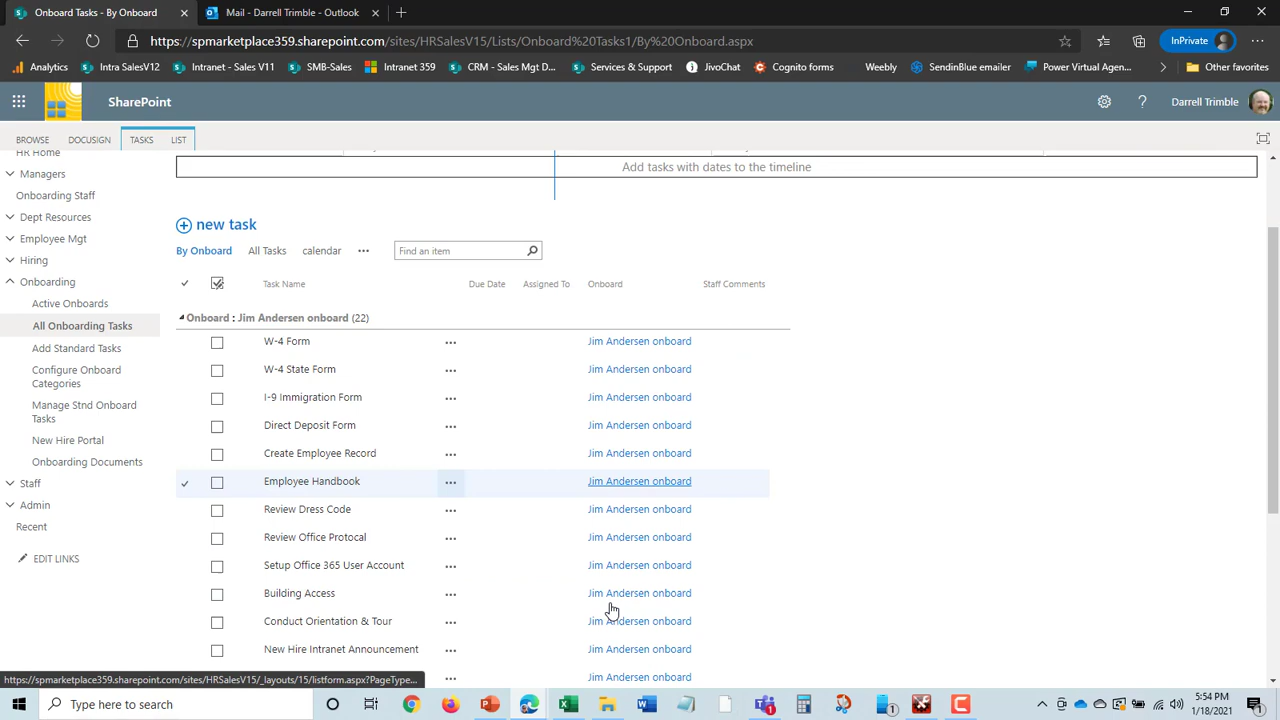 Onboard Tasks - By Onboard
Mail - Darrell Trimble - Outlook
https://spmarketplace359.sharepoint.com/sites/HRSalesV15/Lists/Onboard%20Tasks1/By%20Onboard.aspx
InPrivate
Analytics
Intra SalesV12
Intranet - Sales V11
SMB-Sales
Intranet 359
CRM - Sales Mgt D...
Services & Support
JivoChat
Cognito forms
Weebly
SendinBlue emailer
Power Virtual Agen...
Other favorites
SharePoint
Darrell Trimble
BROWSE
DOCUSIGN
TASKS
LIST
HR Home
Managers
Onboarding Staff
Dept Resources
Employee Mgt
Hiring
Onboarding
Active Onboards
All Onboarding Tasks
Add Standard Tasks
Configure Onboard
Categories
Manage Stnd Onboard
Tasks
New Hire Portal
Onboarding Documents
Staff
Admin
Recent
EDIT LINKS
Add tasks with dates to the timeline
new task
By Onboard All Tasks calendar ... Find an item
Task Name Due Date Assigned To Onboard Staff Comments
Onboard : Jim Andersen onboard (22)
W-4 Form ... Jim Andersen onboard
W-4 State Form ... Jim Andersen onboard
I-9 Immigration Form ... Jim Andersen onboard
Direct Deposit Form ... Jim Andersen onboard
Create Employee Record ... Jim Andersen onboard
Employee Handbook ... Jim Andersen onboard
Review Dress Code ... Jim Andersen onboard
Review Office Protocal ... Jim Andersen onboard
Setup Office 365 User Account ... Jim Andersen onboard
Building Access ... Jim Andersen onboard
Conduct Orientation & Tour ... Jim Andersen onboard
New Hire Intranet Announcement ... Jim Andersen onboard
... Jim Andersen onboard
https://spmarketplace359.sharepoint.com/sites/HRSalesV15/_layouts/15/listform.aspx?PageType...
Type here to search
5:54 PM
1/18/2021